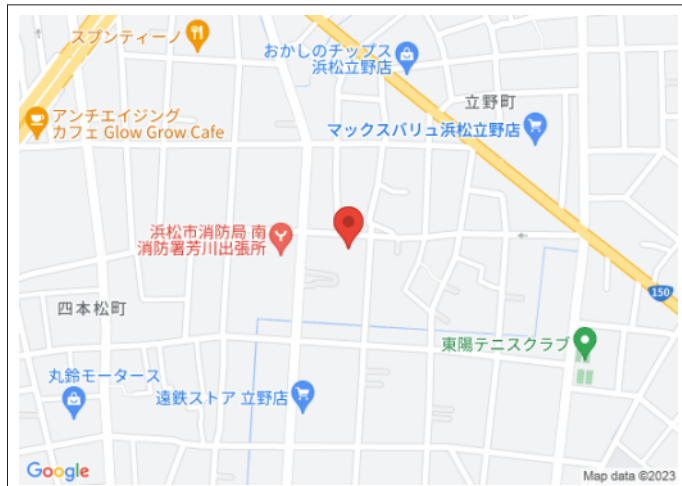 スプンティーノ
おかしのチップス
浜松立野店
立野町
アンチエイジング
カフェ Glow Grow Cafe
マックスバリュ浜松立野店
浜松市消防局 南
消防署芳川出張所
150
四本松町
東陽テニスクラブ
丸鈴モータース
遠鉄ストア 立野店
Google
Map data ©2023